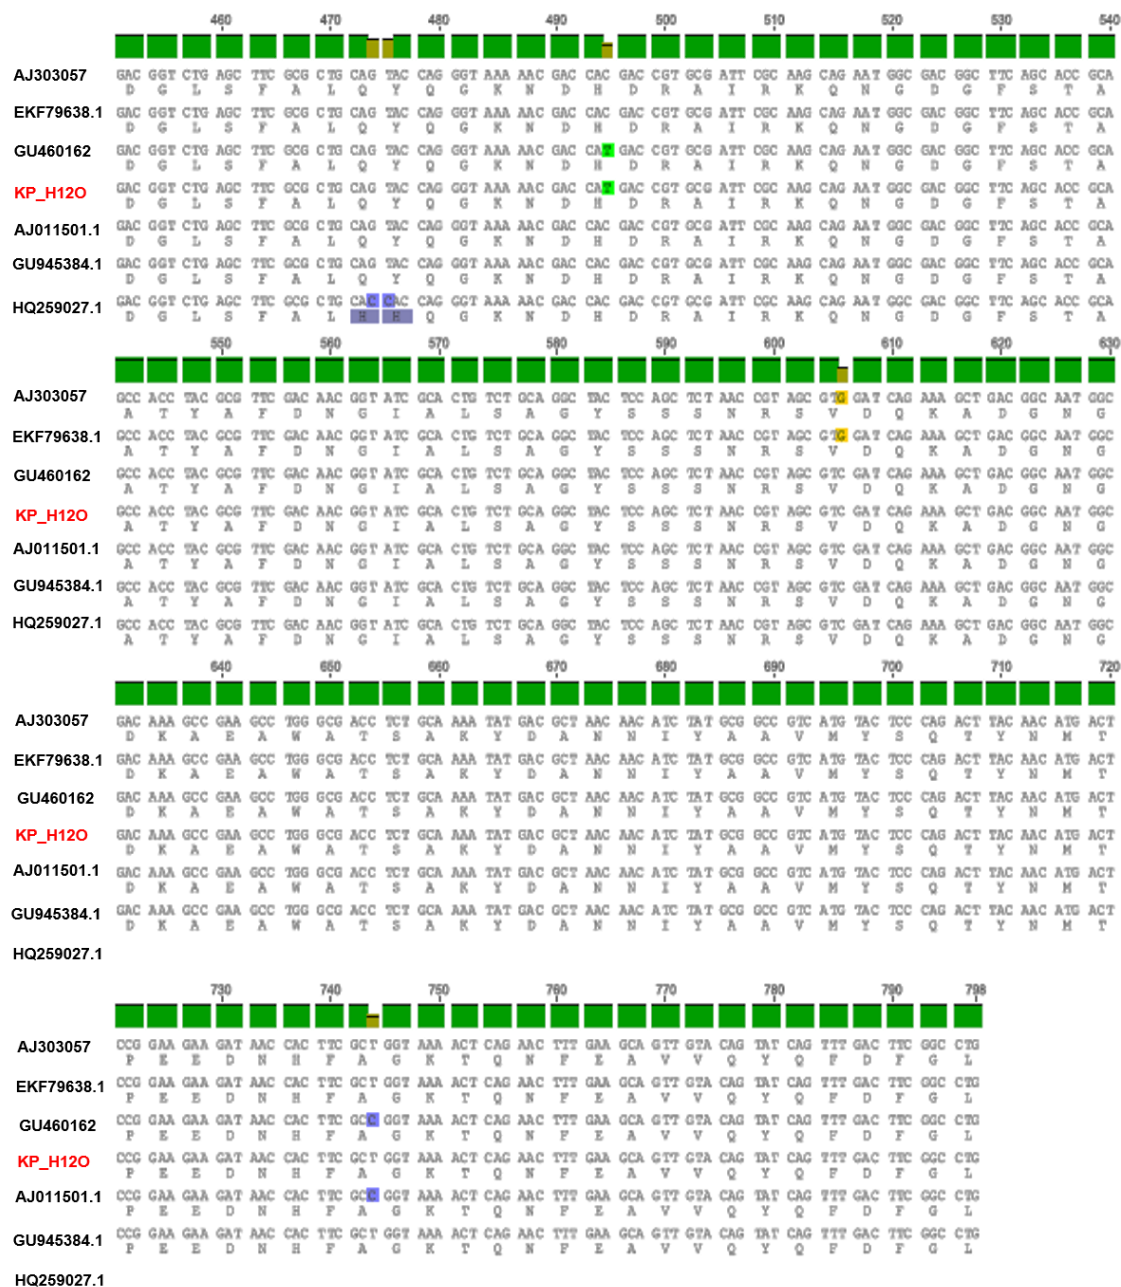 460 470 480 490 500 510 520 530 540
AJ303057 GAC GGT CTG AGC TTC GCG CTG CAG TAC CAG GGT AAA AAC GAC CAC GAC CGT GCG ATT CGC AAG CAG AAT GGC GAC GGC TTC AGC ACC GCA
D G L S F A L Q Y Q G K N D H D R A I R K Q N G D G F S T A
EKF79638.1 GAC GGT CTG AGC TTC GCG CTG CAG TAC CAG GGT AAA AAC GAC CAC GAC CGT GCG ATT CGC AAG CAG AAT GGC GAC GGC TTC AGC ACC GCA
D G L S F A L Q Y Q G K N D H D R A I R K Q N G D G F S T A
GU460162 GAC GGT CTG AGC TTC GCG CTG CAG TAC CAG GGT AAA AAC GAC CAT GAC CGT GCG ATT CGC AAG CAG AAT GGC GAC GGC TTC AGC ACC GCA
D G L S F A L Q Y Q G K N D H D R A I R K Q N G D G F S T A
KP_H12O GAC GGT CTG AGC TTC GCG CTG CAG TAC CAG GGT AAA AAC GAC CAT GAC CGT GCG ATT CGC AAG CAG AAT GGC GAC GGC TTC AGC ACC GCA
D G L S F A L Q Y Q G K N D H D R A I R K Q N G D G F S T A
AJ011501.1 GAC GGT CTG AGC TTC GCG CTG CAG TAC CAG GGT AAA AAC GAC CAC GAC CGT GCG ATT CGC AAG CAG AAT GGC GAC GGC TTC AGC ACC GCA
D G L S F A L Q Y Q G K N D H D R A I R K Q N G D G F S T A
GU945384.1 GAC GGT CTG AGC TTC GCG CTG CAG TAC CAG GGT AAA AAC GAC CAC GAC CGT GCG ATT CGC AAG CAG AAT GGC GAC GGC TTC AGC ACC GCA
D G L S F A L Q Y Q G K N D H D R A I R K Q N G D G F S T A
HQ259027.1 GAC GGT CTG AGC TTC GCG CTG CAC CAC CAG GGT AAA AAC GAC CAC GAC CGT GCG ATT CGC AAG CAG AAT GGC GAC GGC TTC AGC ACC GCA
D G L S F A L H H Q G K N D H D R A I R K Q N G D G F S T A
550 560 570 580 590 600 610 620 630
AJ303057 GCC ACC TAC GCG TTC GAC AAC GGT ATC GCA CTG TCT GCA GGC TAC TCC AGC TCT AAC CGT AGC GTG GAT CAG AAA GCT GAC GGC AAT GGC
A T Y A F D N G I A L S A G Y S S S N R S V D Q K A D G N G
EKF79638.1 GCC ACC TAC GCG TTC GAC AAC GGT ATC GCA CTG TCT GCA GGC TAC TCC AGC TCT AAC CGT AGC GTG GAT CAG AAA GCT GAC GGC AAT GGC
A T Y A F D N G I A L S A G Y S S S N R S V D Q K A D G N G
GU460162 GCC ACC TAC GCG TTC GAC AAC GGT ATC GCA CTG TCT GCA GGC TAC TCC AGC TCT AAC CGT AGC GTC GAT CAG AAA GCT GAC GGC AAT GGC
A T Y A F D N G I A L S A G Y S S S N R S V D Q K A D G N G
KP_H12O GCC ACC TAC GCG TTC GAC AAC GGT ATC GCA CTG TCT GCA GGC TAC TCC AGC TCT AAC CGT AGC GTC GAT CAG AAA GCT GAC GGC AAT GGC
A T Y A F D N G I A L S A G Y S S S N R S V D Q K A D G N G
AJ011501.1 GCC ACC TAC GCG TTC GAC AAC GGT ATC GCA CTG TCT GCA GGC TAC TCC AGC TCT AAC CGT AGC GTC GAT CAG AAA GCT GAC GGC AAT GGC
A T Y A F D N G I A L S A G Y S S S N R S V D Q K A D G N G
GU945384.1 GCC ACC TAC GCG TTC GAC AAC GGT ATC GCA CTG TCT GCA GGC TAC TCC AGC TCT AAC CGT AGC GTC GAT CAG AAA GCT GAC GGC AAT GGC
A T Y A F D N G I A L S A G Y S S S N R S V D Q K A D G N G
HQ259027.1 GCC ACC TAC GCG TTC GAC AAC GGT ATC GCA CTG TCT GCA GGC TAC TCC AGC TCT AAC CGT AGC GTC GAT CAG AAA GCT GAC GGC AAT GGC
A T Y A F D N G I A L S A G Y S S S N R S V D Q K A D G N G
640 650 660 670 680 690 700 710 720
AJ303057 GAC AAA GCC GAA GCC TGG GCG ACC TCT GCA AAA TAT GAC GCT AAC AAC ATC TAT GCG GCC GTC ATG TAC TCC CAG ACT TAC AAC ATG ACT
D K A E A W A T S A K Y D A N N I Y A A V M Y S Q T Y N M T
EKF79638.1 GAC AAA GCC GAA GCC TGG GCG ACC TCT GCA AAA TAT GAC GCT AAC AAC ATC TAT GCG GCC GTC ATG TAC TCC CAG ACT TAC AAC ATG ACT
D K A E A W A T S A K Y D A N N I Y A A V M Y S Q T Y N M T
GU460162 GAC AAA GCC GAA GCC TGG GCG ACC TCT GCA AAA TAT GAC GCT AAC AAC ATC TAT GCG GCC GTC ATG TAC TCC CAG ACT TAC AAC ATG ACT
D K A E A W A T S A K Y D A N N I Y A A V M Y S Q T Y N M T
KP_H12O GAC AAA GCC GAA GCC TGG GCG ACC TCT GCA AAA TAT GAC GCT AAC AAC ATC TAT GCG GCC GTC ATG TAC TCC CAG ACT TAC AAC ATG ACT
D K A E A W A T S A K Y D A N N I Y A A V M Y S Q T Y N M T
AJ011501.1 GAC AAA GCC GAA GCC TGG GCG ACC TCT GCA AAA TAT GAC GCT AAC AAC ATC TAT GCG GCC GTC ATG TAC TCC CAG ACT TAC AAC ATG ACT
D K A E A W A T S A K Y D A N N I Y A A V M Y S Q T Y N M T
GU945384.1 GAC AAA GCC GAA GCC TGG GCG ACC TCT GCA AAA TAT GAC GCT AAC AAC ATC TAT GCG GCC GTC ATG TAC TCC CAG ACT TAC AAC ATG ACT
D K A E A W A T S A K Y D A N N I Y A A V M Y S Q T Y N M T
HQ259027.1
730 740 750 760 770 780 790 798
AJ303057 CCG GAA GAA GAT AAC CAC TTC GCT GGT AAA ACT CAG AAC TTT GAA GCA GTT GTA CAG TAT CAG TTT GAC TTC GGC CTG
P E E D N H F A G K T Q N F E A V V Q Y Q F D F G L
EKF79638.1 CCG GAA GAA GAT AAC CAC TTC GCT GGT AAA ACT CAG AAC TTT GAA GCA GTT GTA CAG TAT CAG TTT GAC TTC GGC CTG
P E E D N H F A G K T Q N F E A V V Q Y Q F D F G L
GU460162 CCG GAA GAA GAT AAC CAC TTC GCC GGT AAA ACT CAG AAC TTT GAA GCA GTT GTA CAG TAT CAG TTT GAC TTC GGC CTG
P E E D N H F A G K T Q N F E A V V Q Y Q F D F G L
KP_H12O CCG GAA GAA GAT AAC CAC TTC GCT GGT AAA ACT CAG AAC TTT GAA GCA GTT GTA CAG TAT CAG TTT GAC TTC GGC CTG
P E E D N H F A G K T Q N F E A V V Q Y Q F D F G L
AJ011501.1 CCG GAA GAA GAT AAC CAC TTC GCC GGT AAA ACT CAG AAC TTT GAA GCA GTT GTA CAG TAT CAG TTT GAC TTC GGC CTG
P E E D N H F A G K T Q N F E A V V Q Y Q F D F G L
GU945384.1 CCG GAA GAA GAT AAC CAC TTC GCT GGT AAA ACT CAG AAC TTT GAA GCA GTT GTA CAG TAT CAG TTT GAC TTC GGC CTG
P E E D N H F A G K T Q N F E A V V Q Y Q F D F G L
HQ259027.1